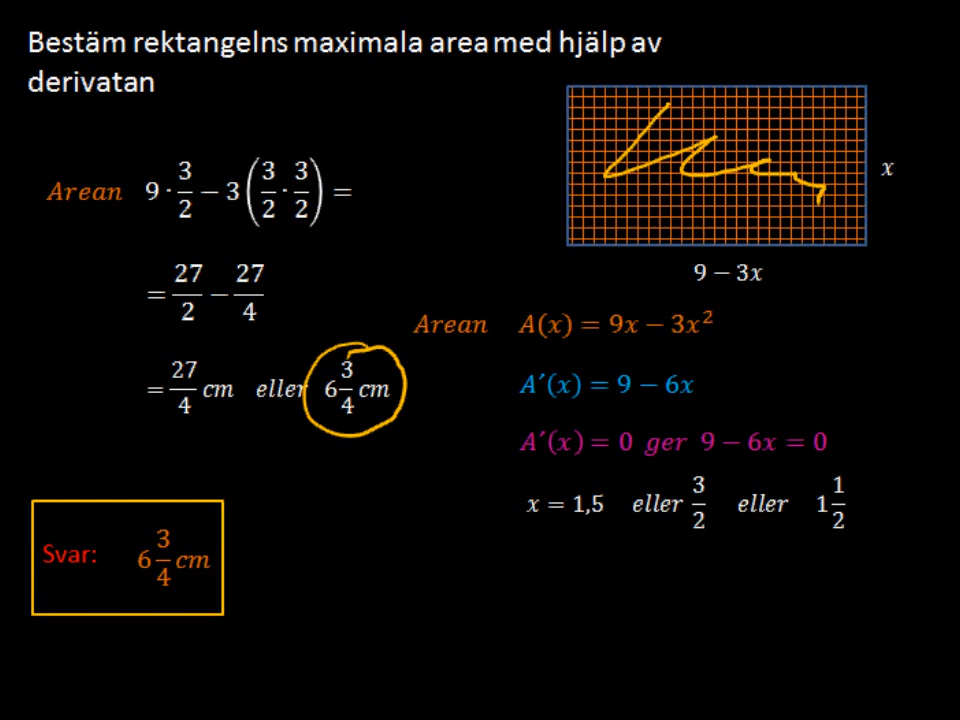 Bestäm rektangelns maximala area med hjälp av
derivatan
Arean 9 · 3/2 − 3(3/2 · 3/2) =
= 27/2 − 27/4
= 27/4 cm eller 6 3/4 cm
Svar: 6 3/4 cm
x
9 − 3x
Arean A(x) = 9x − 3x²
A´(x) = 9 − 6x
A´(x) = 0 ger 9 − 6x = 0
x = 1,5 eller 3/2 eller 1 1/2